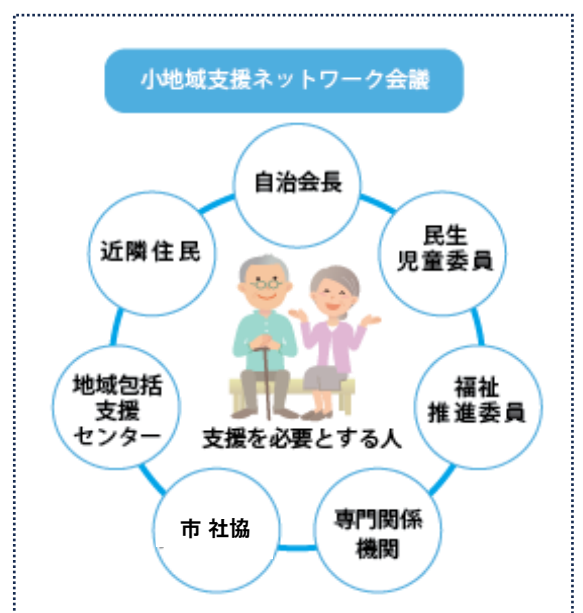 小地域支援ネットワーク会議
自治会長
民生
児童委員
福祉
推進委員
専門関係
機関
市 社協
地域包括
支援
センター
近隣住民
支援を必要とする人